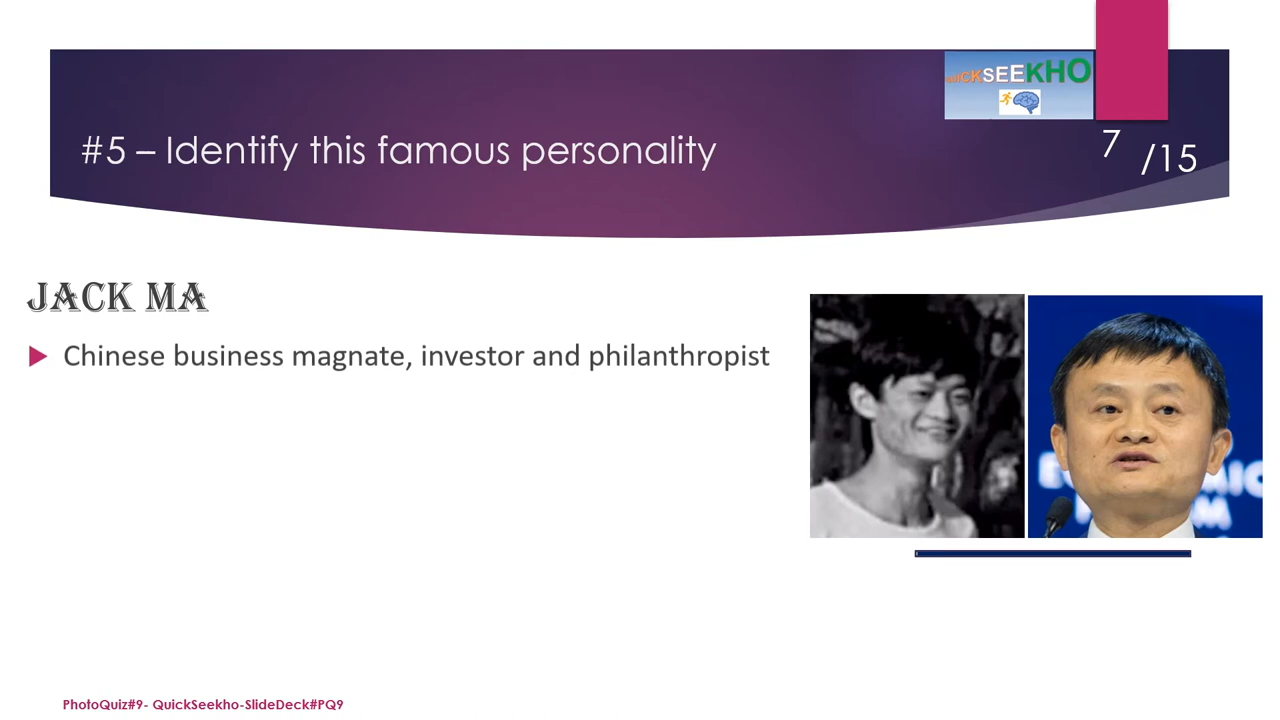 QUICKSEEKHO
#5 – Identify this famous personality
7 /15
JACK MA
Chinese business magnate, investor and philanthropist
PhotoQuiz#9- QuickSeekho-SlideDeck#PQ9